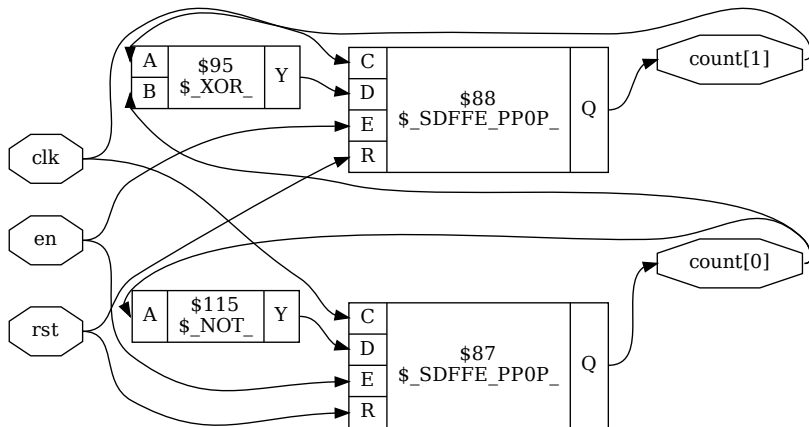 A
B
$95
$_XOR_
Y
C
D
E
R
$88
$_SDFFE_PP0P_
Q
count[1]
clk
en
rst
A
$115
$_NOT_
Y
C
D
E
R
$87
$_SDFFE_PP0P_
Q
count[0]